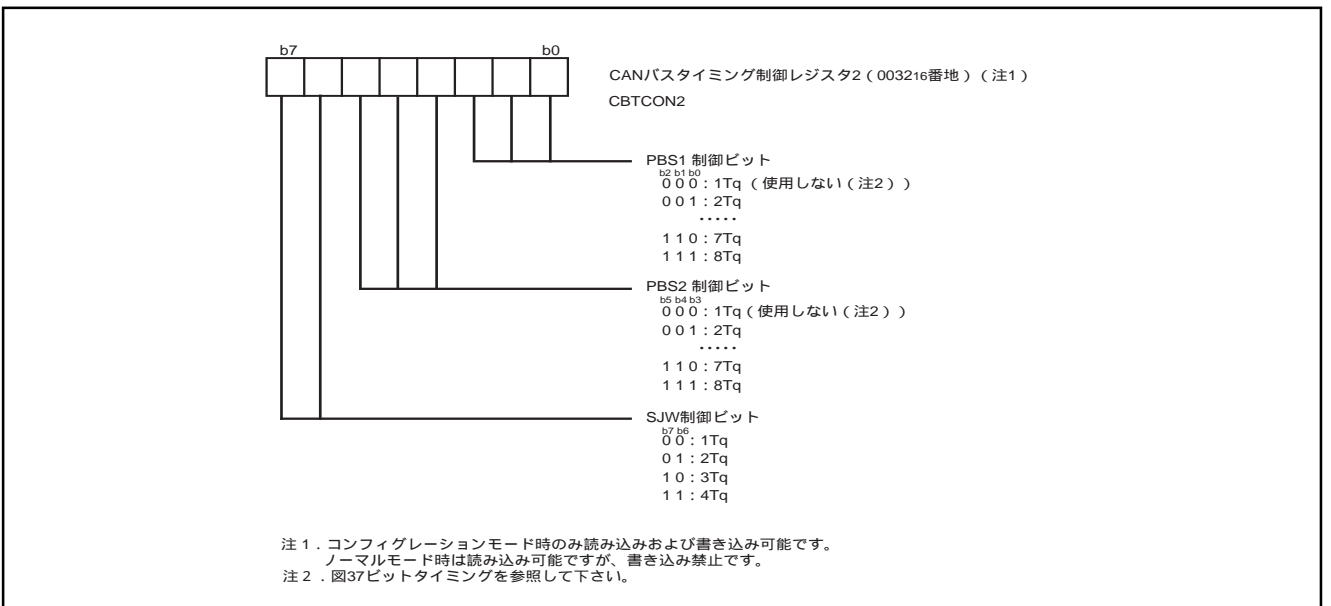 b7 b0
CANバスタイミング制御レジスタ2（003216番地）（注1）
CBTCON2
PBS1 制御ビット
b2 b1 b0
0 0 0：1Tq（使用しない（注2））
0 0 1：2Tq
・・・・・
1 1 0：7Tq
1 1 1：8Tq
PBS2 制御ビット
b5 b4 b3
0 0 0：1Tq（使用しない（注2））
0 0 1：2Tq
・・・・・
1 1 0：7Tq
1 1 1：8Tq
SJW制御ビット
b7 b6
0 0：1Tq
0 1：2Tq
1 0：3Tq
1 1：4Tq
注１．コンフィグレーションモード時のみ読み込みおよび書き込み可能です。
ノーマルモード時は読み込み可能ですが、書き込み禁止です。
注２．図37ビットタイミングを参照して下さい。